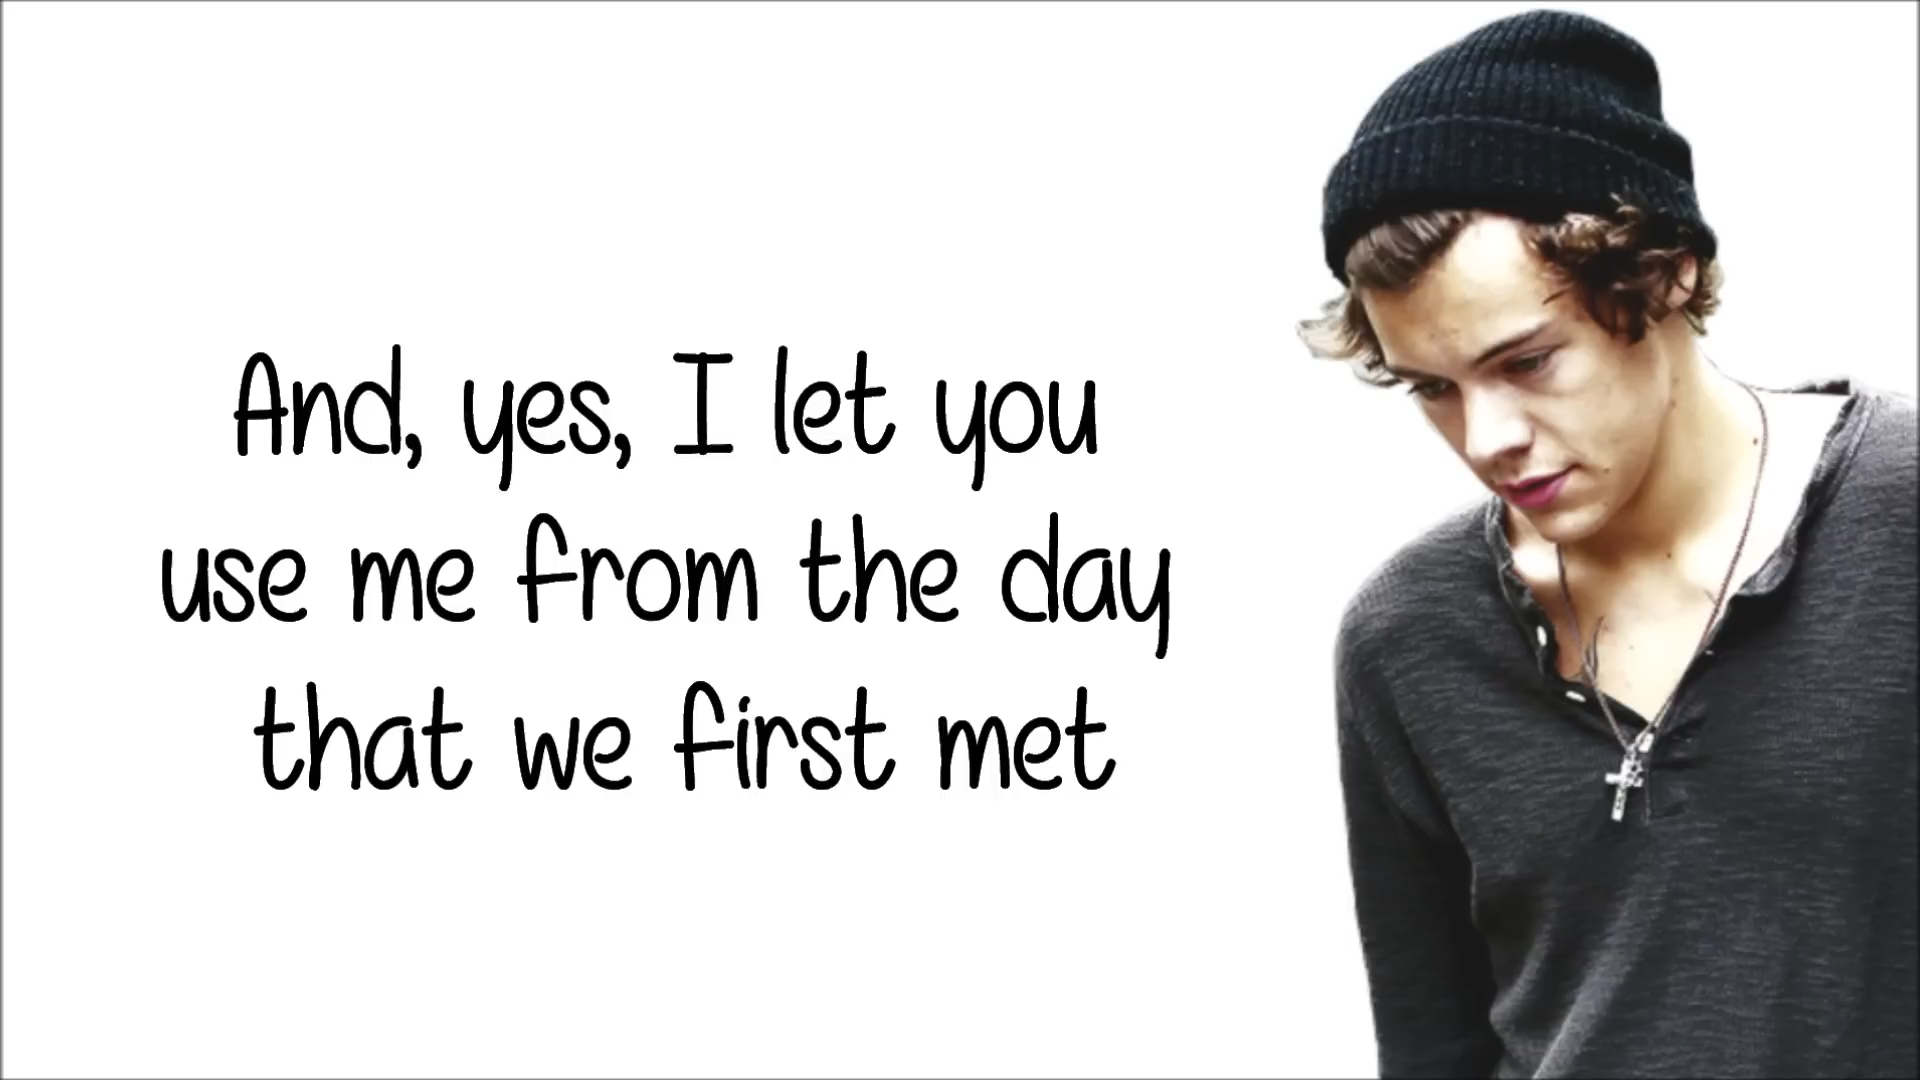 And, yes, I let you
use me from the day
that we first met